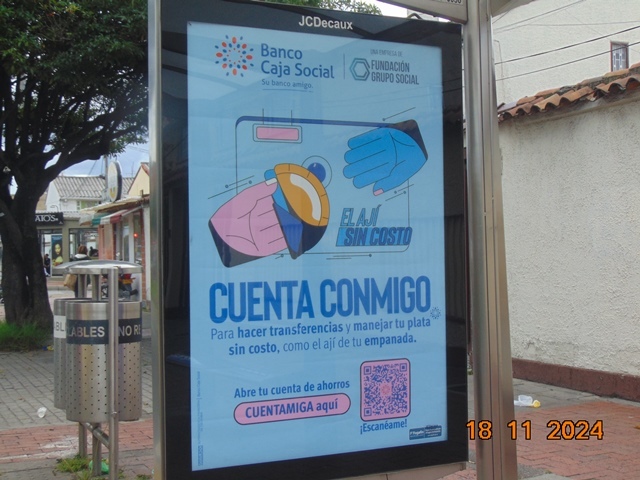 JCDecaux
Banco
Caja Social
Su banco amigo.
UNA EMPRESA DE
FUNDACIÓN
GRUPO SOCIAL
EL AJÍ
SIN COSTO
CUENTA CONMIGO
Para hacer transferencias y manejar tu plata
sin costo, como el ají de tu empanada.
Abre tu cuenta de ahorros
CUENTAMIGA aquí
¡Escanéame!
LABLES
NO R
18 11 2024